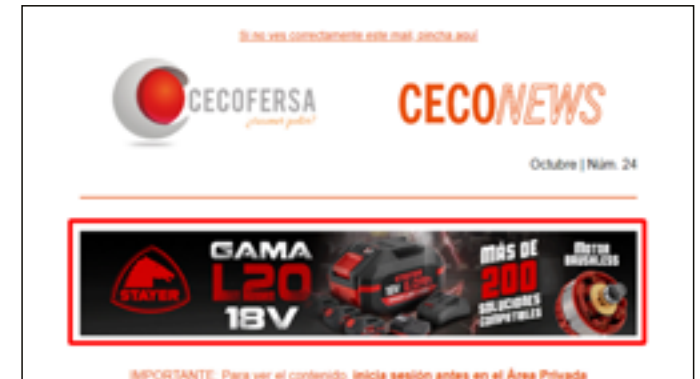 Si no ves correctamente este mail, pincha aquí
CECOFERSA
CECONEWS
Octubre | Núm. 24
STAYER
GAMA
L20
18V
MÁS DE
200
SOLUCIONES
COMPATIBLES
MOTOR
BRUSHLESS
IMPORTANTE: Para ver el contenido, inicia sesión antes en el Área Privada